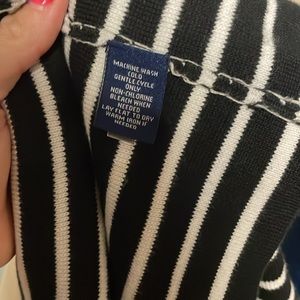 MACHINE WASH
COLD
GENTLE CYCLE
ONLY
NON-CHLORINE
BLEACH WHEN
NEEDED
LAY FLAT TO DRY
WARM IRON IF
NEEDED